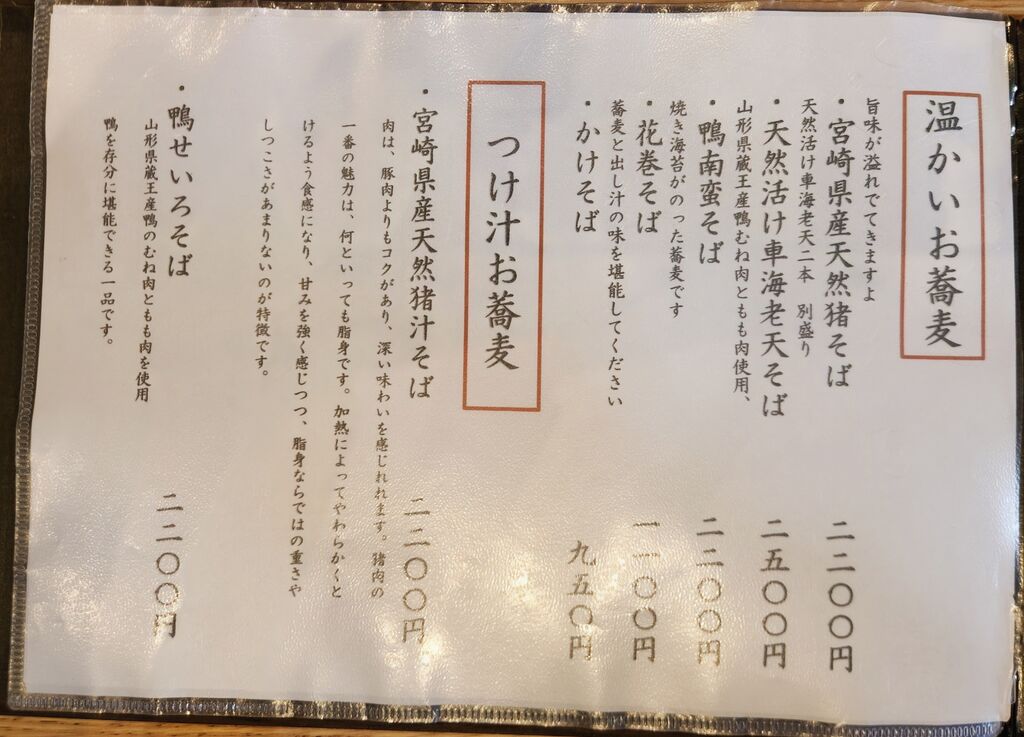 温かいお蕎麦
旨味が溢れでてきますよ
・宮崎県産天然猪そば 二二〇〇円
天然活け車海老天二本 別盛り
・天然活け車海老天そば 二五〇〇円
山形県蔵王産鴨むね肉ともも肉使用、
・鴨南蛮そば 二二〇〇円
焼き海苔がのった蕎麦です
・花巻そば 一一〇〇円
蕎麦と出し汁の味を堪能してください
・かけそば 九五〇円
つけ汁お蕎麦
・宮崎県産天然猪汁そば 二二〇〇円
肉は、豚肉よりもコクがあり、深い味わいを感じれれます。猪肉の
一番の魅力は、何といっても脂身です。加熱によってやわらかくと
けるよう食感になり、甘みを強く感じつつ、脂身ならではの重さや
しつこさがあまりないのが特徴です。
・鴨せいろそば 二二〇〇円
山形県蔵王産鴨のむね肉ともも肉を使用
鴨を存分に堪能できる一品です。